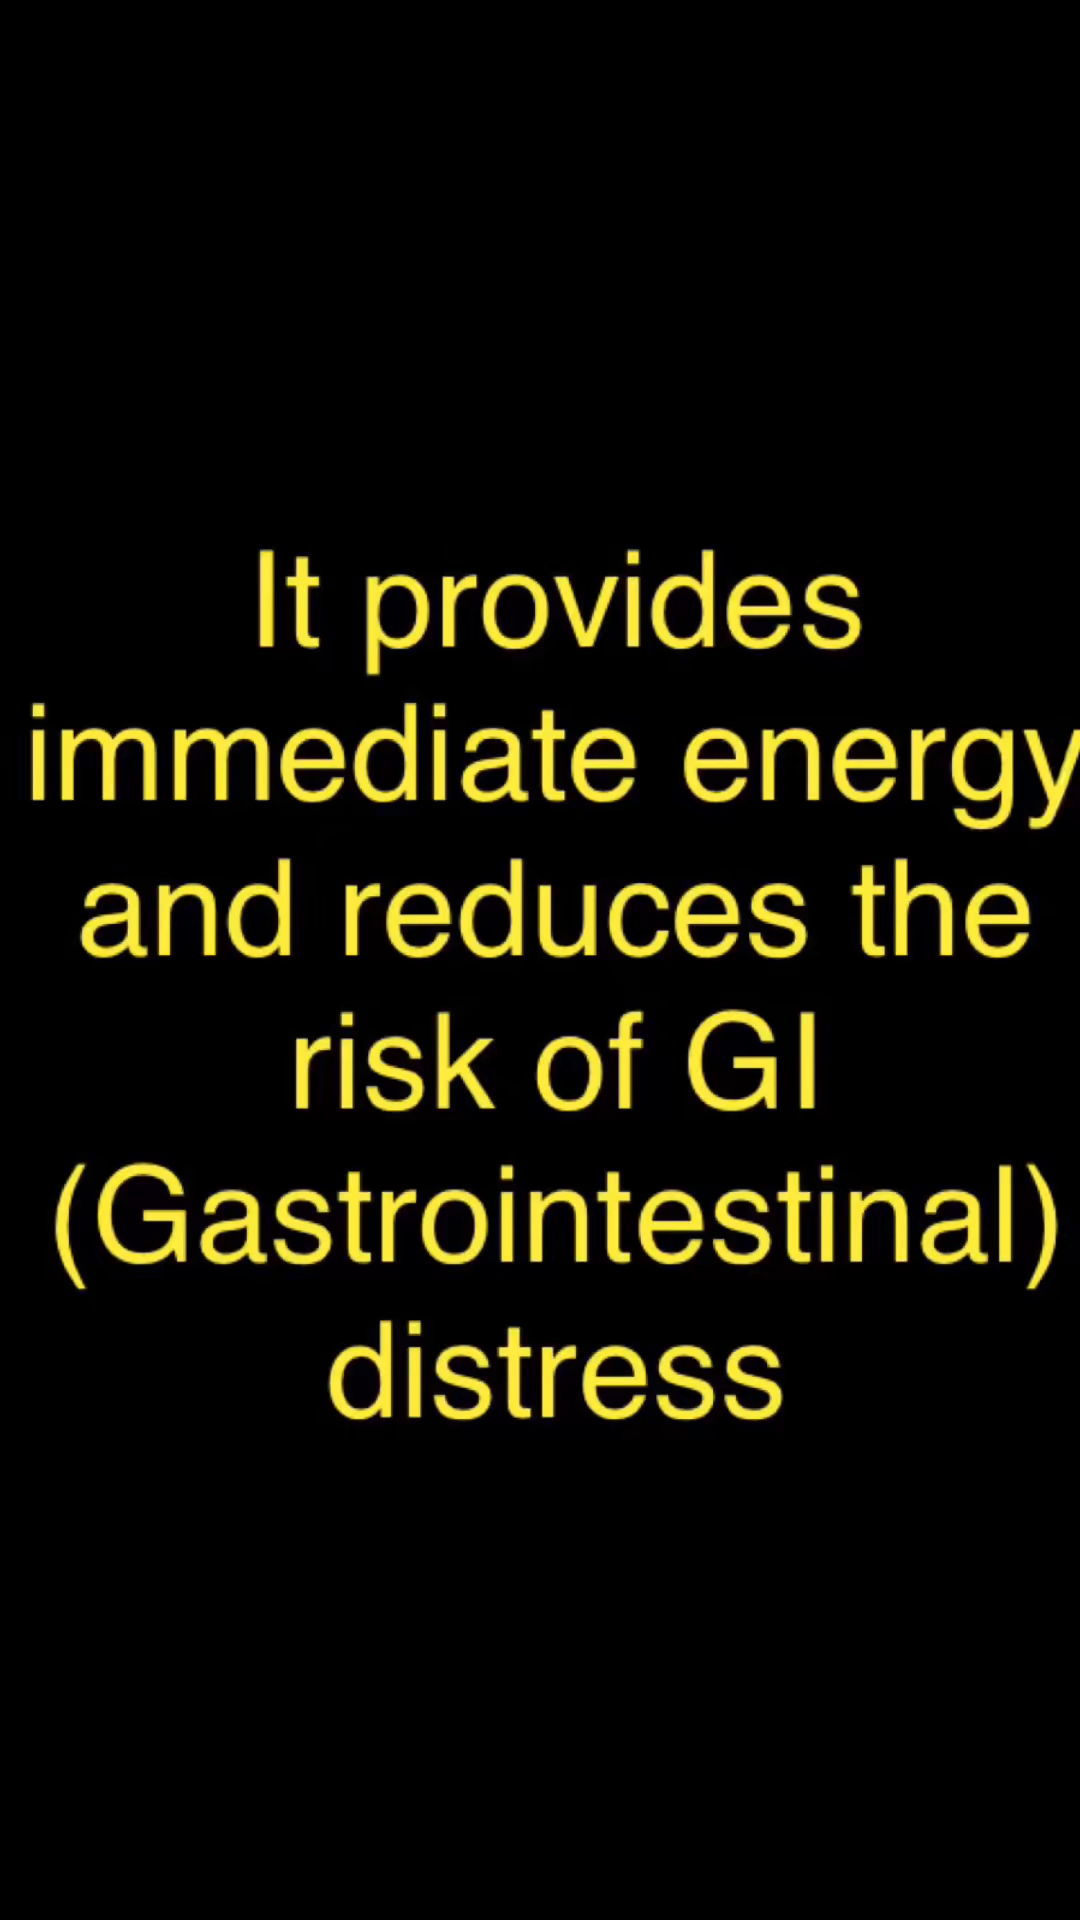 It provides
immediate energy
and reduces the
risk of GI
(Gastrointestinal)
distress